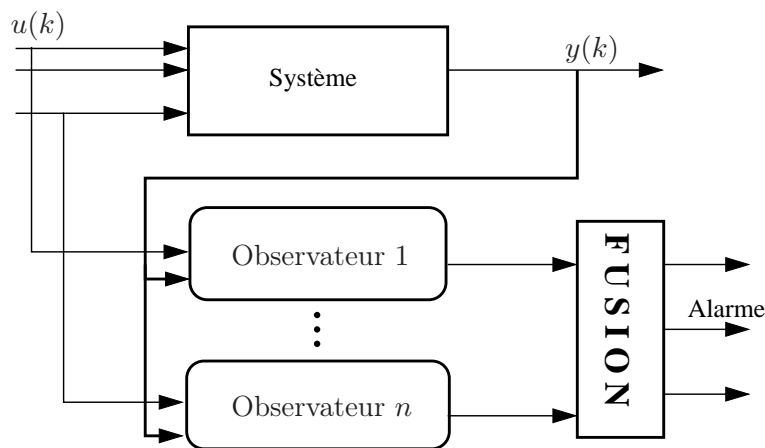 u(k)
y(k)
Système
Observateur 1
FUSION
Alarme
Observateur n